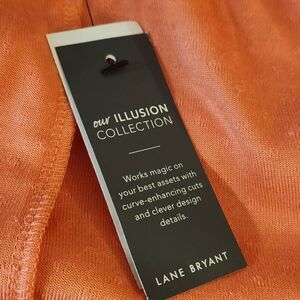 our ILLUSION
COLLECTION
Works magic on
your best assets with
curve-enhancing cuts
and clever design
details.
LANE BRYANT